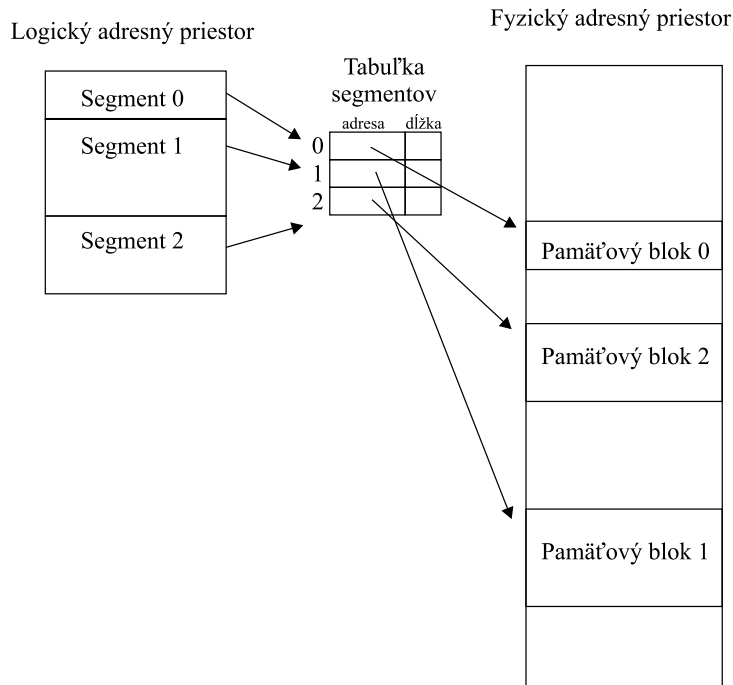 Logický adresný priestor
Fyzický adresný priestor
Tabuľka
segmentov
adresa
dĺžka
Segment 0
Segment 1
Segment 2
0
1
2
Pamäťový blok 0
Pamäťový blok 2
Pamäťový blok 1